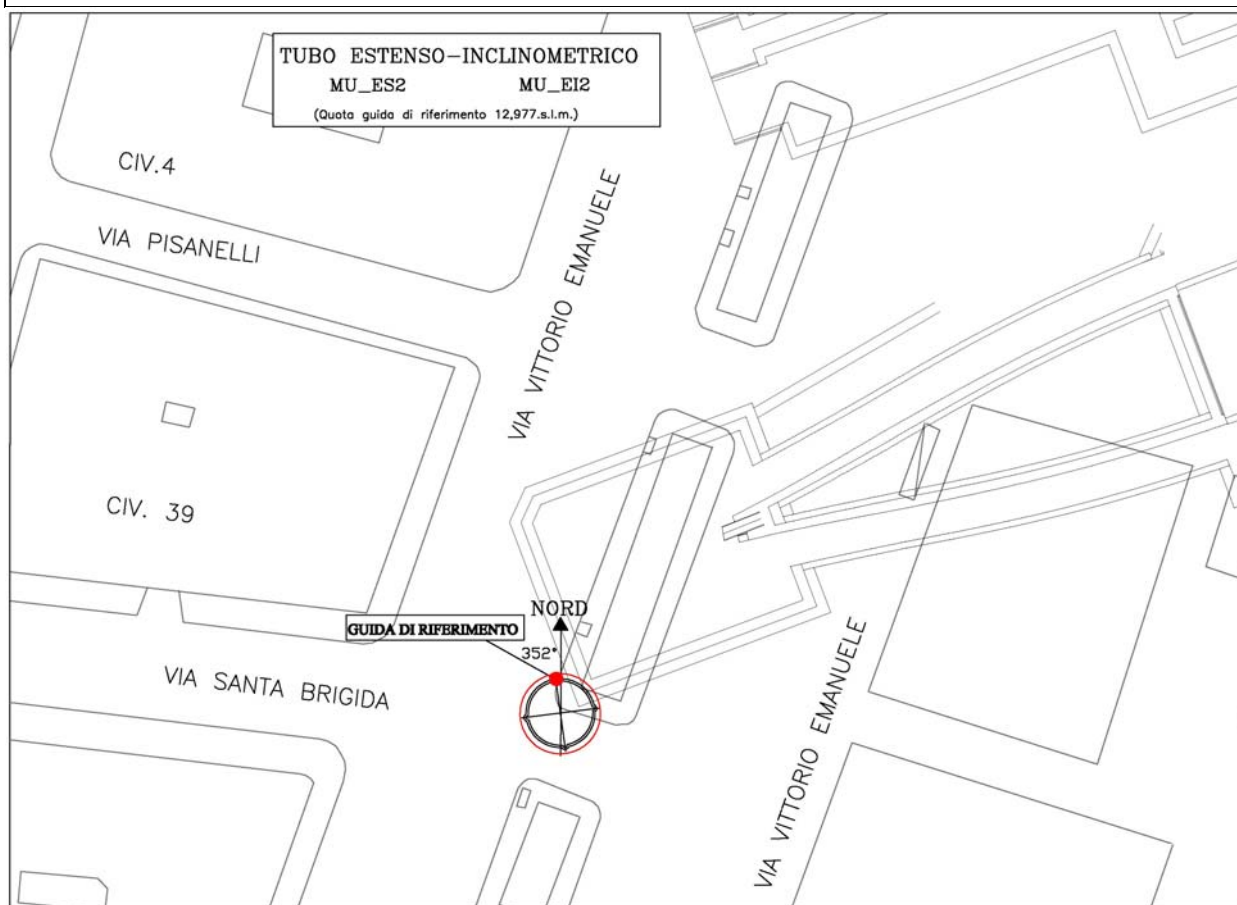 TUBO ESTENSO-INCLINOMETRICO
MU_ES2 MU_EI2
(Quota guida di riferimento 12,977.s.l.m.)
CIV.4
VIA PISANELLI
VIA VITTORIO EMANUELE
CIV. 39
NORD
GUIDA DI RIFERIMENTO
352°
VIA SANTA BRIGIDA
VIA VITTORIO EMANUELE